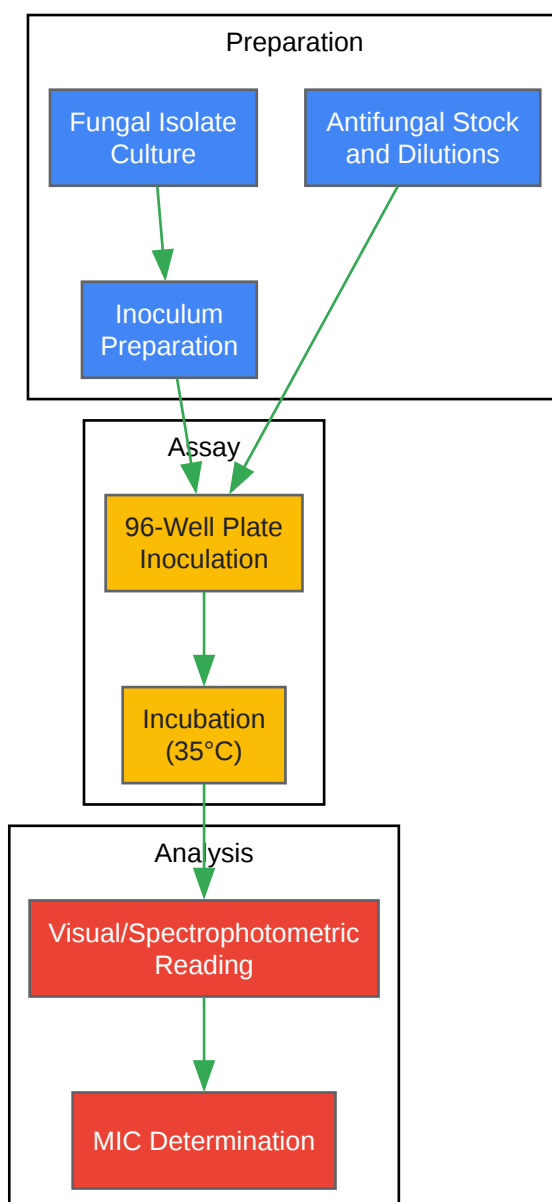 Preparation
Fungal Isolate
Culture
Antifungal Stock
and Dilutions
Inoculum
Preparation
Assay
96-Well Plate
Inoculation
Incubation
(35°C)
Analysis
Visual/Spectrophotometric
Reading
MIC Determination